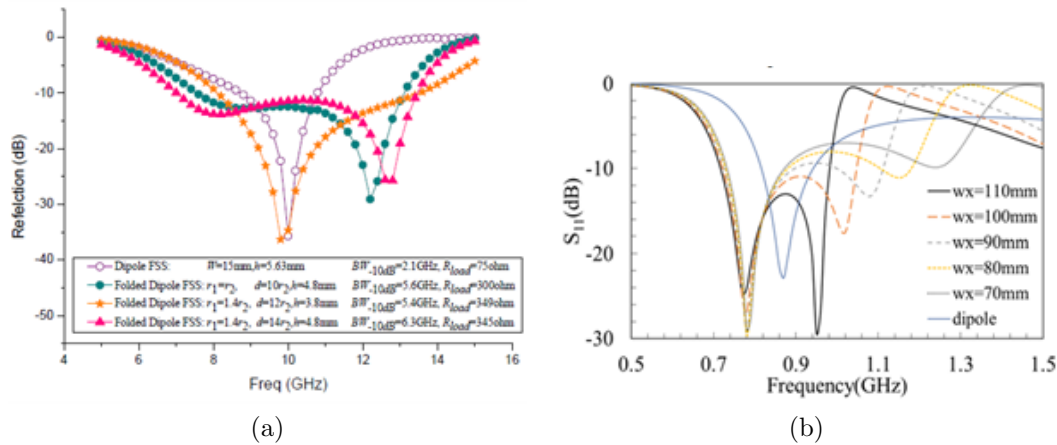 0
-10
-20
-30
-40
-50
Refelction (dB)
Dipole FSS: W=15mm,h=5.63mm BW-10dB=2.1GHz, Rload=75ohm
Folded Dipole FSS: r1=r2, d=10r2,h=4.8mm BW-10dB=5.6GHz, Rload=300ohm
Folded Dipole FSS: r1=1.4r2, d=12r2,h=3.8mm BW-10dB=5.4GHz, Rload=349ohm
Folded Dipole FSS: r1=1.4r2, d=14r2,h=4.8mm BW-10dB=6.3GHz, Rload=345ohm
4 6 8 10 12 14 16
Freq (GHz)
(a)
0
-10
-20
-30
S11(dB)
wx=110mm
wx=100mm
wx=90mm
wx=80mm
wx=70mm
dipole
0.5 0.7 0.9 1.1 1.3 1.5
Frequency(GHz)
(b)